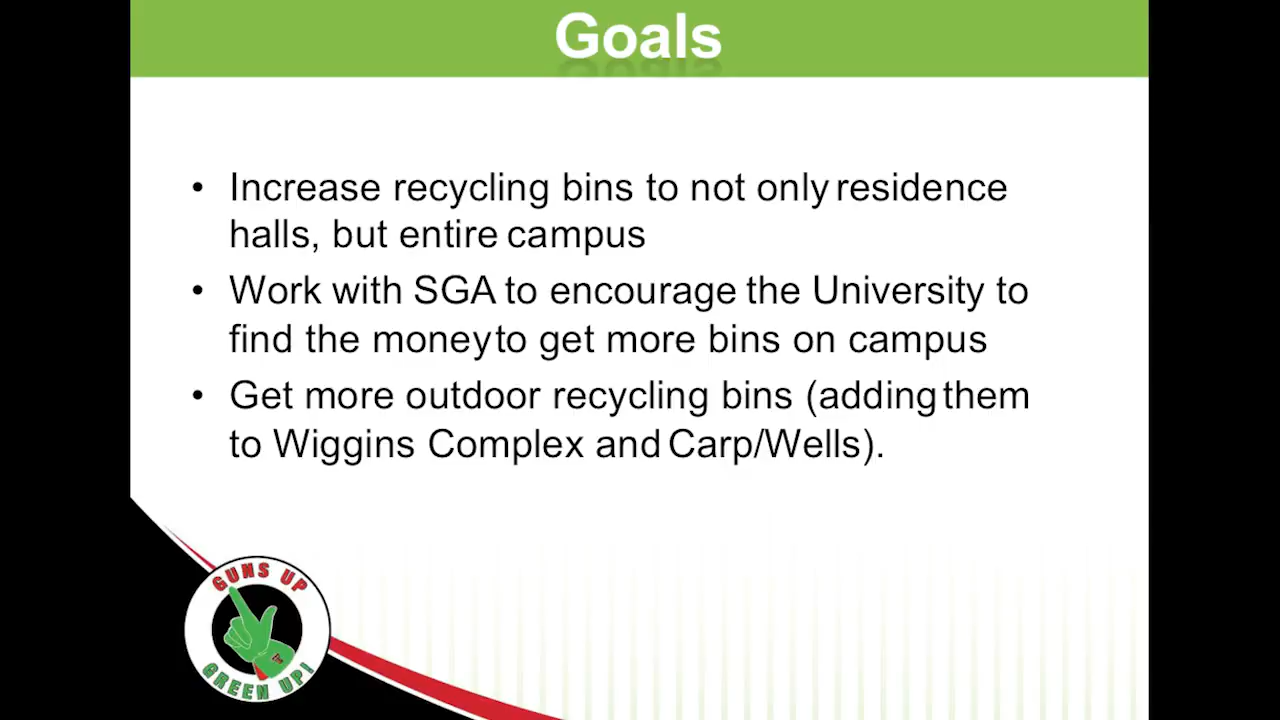 Goals
• Increase recycling bins to not only residence
halls, but entire campus
• Work with SGA to encourage the University to
find the money to get more bins on campus
• Get more outdoor recycling bins (adding them
to Wiggins Complex and Carp/Wells).
GUNS UP
GREEN UP!